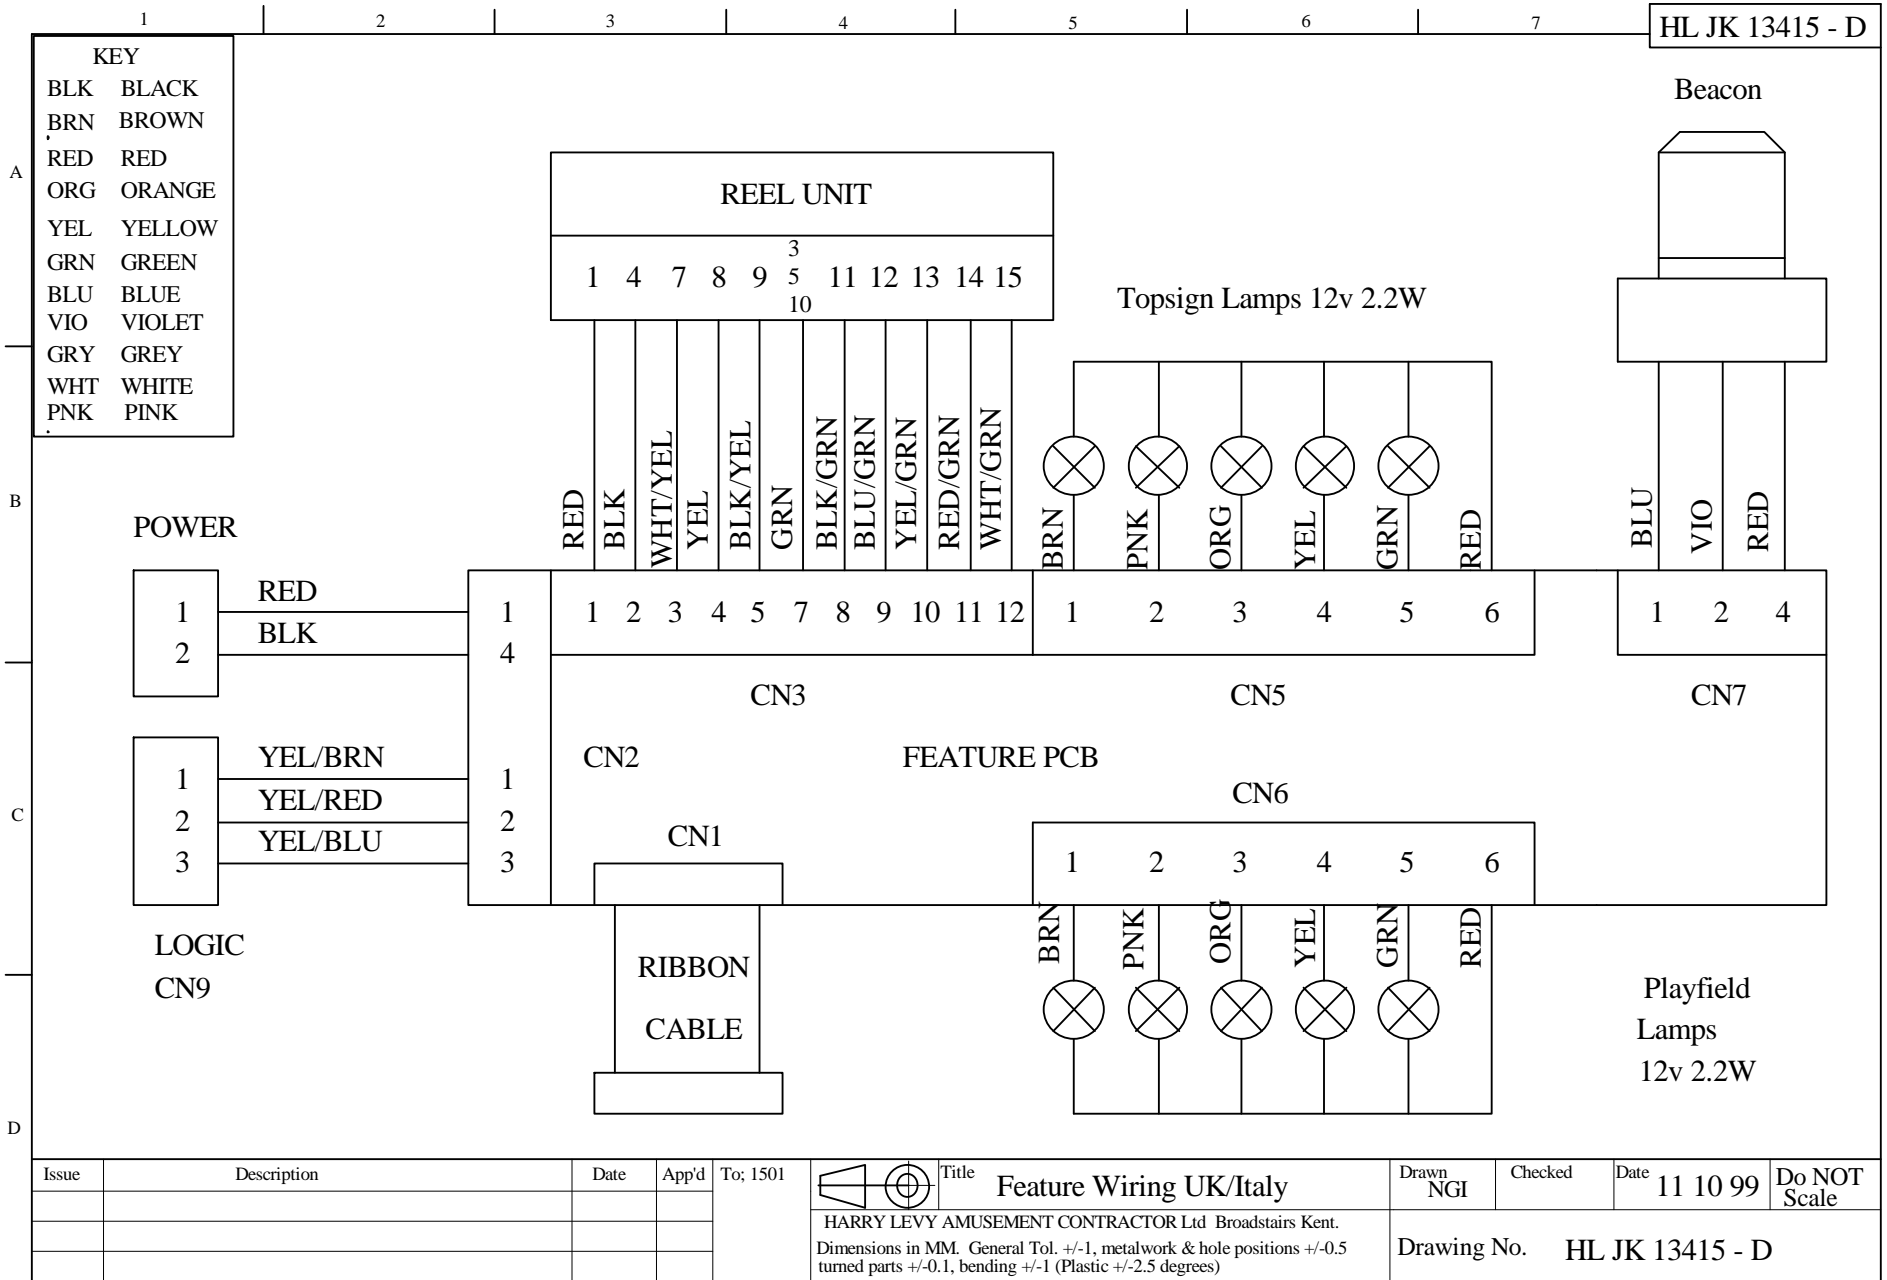 1 2 3 4 5 6 7
HL JK 13415 - D
KEY
BLK BLACK
BRN BROWN
RED RED
ORG ORANGE
YEL YELLOW
GRN GREEN
BLU BLUE
VIO VIOLET
GRY GREY
WHT WHITE
PNK PINK
A
B
C
D
Beacon
REEL UNIT
3
1 4 7 8 9 5 11 12 13 14 15
10
Topsign Lamps 12v 2.2W
RED
BLK
WHT/YEL
YEL
BLK/YEL
GRN
BLK/GRN
BLU/GRN
YEL/GRN
RED/GRN
WHT/GRN
BRN
PNK
ORG
YEL
GRN
RED
BLU
VIO
RED
POWER
1 RED 1
2 BLK 4
1 2 3 4 5 7 8 9 10 11 12
1 2 3 4 5 6
1 2 4
CN3
CN5
CN7
CN2
FEATURE PCB
1 YEL/BRN 1
2 YEL/RED 2
3 YEL/BLU 3
LOGIC
CN9
CN1
RIBBON
CABLE
CN6
1 2 3 4 5 6
BRN
PNK
ORG
YEL
GRN
RED
Playfield
Lamps
12v 2.2W
Issue Description Date App'd To; 1501
Title Feature Wiring UK/Italy
Drawn NGI
Checked
Date 11 10 99
Do NOT
Scale
HARRY LEVY AMUSEMENT CONTRACTOR Ltd Broadstairs Kent.
Dimensions in MM. General Tol. +/-1, metalwork & hole positions +/-0.5
turned parts +/-0.1, bending +/-1 (Plastic +/-2.5 degrees)
Drawing No. HL JK 13415 - D